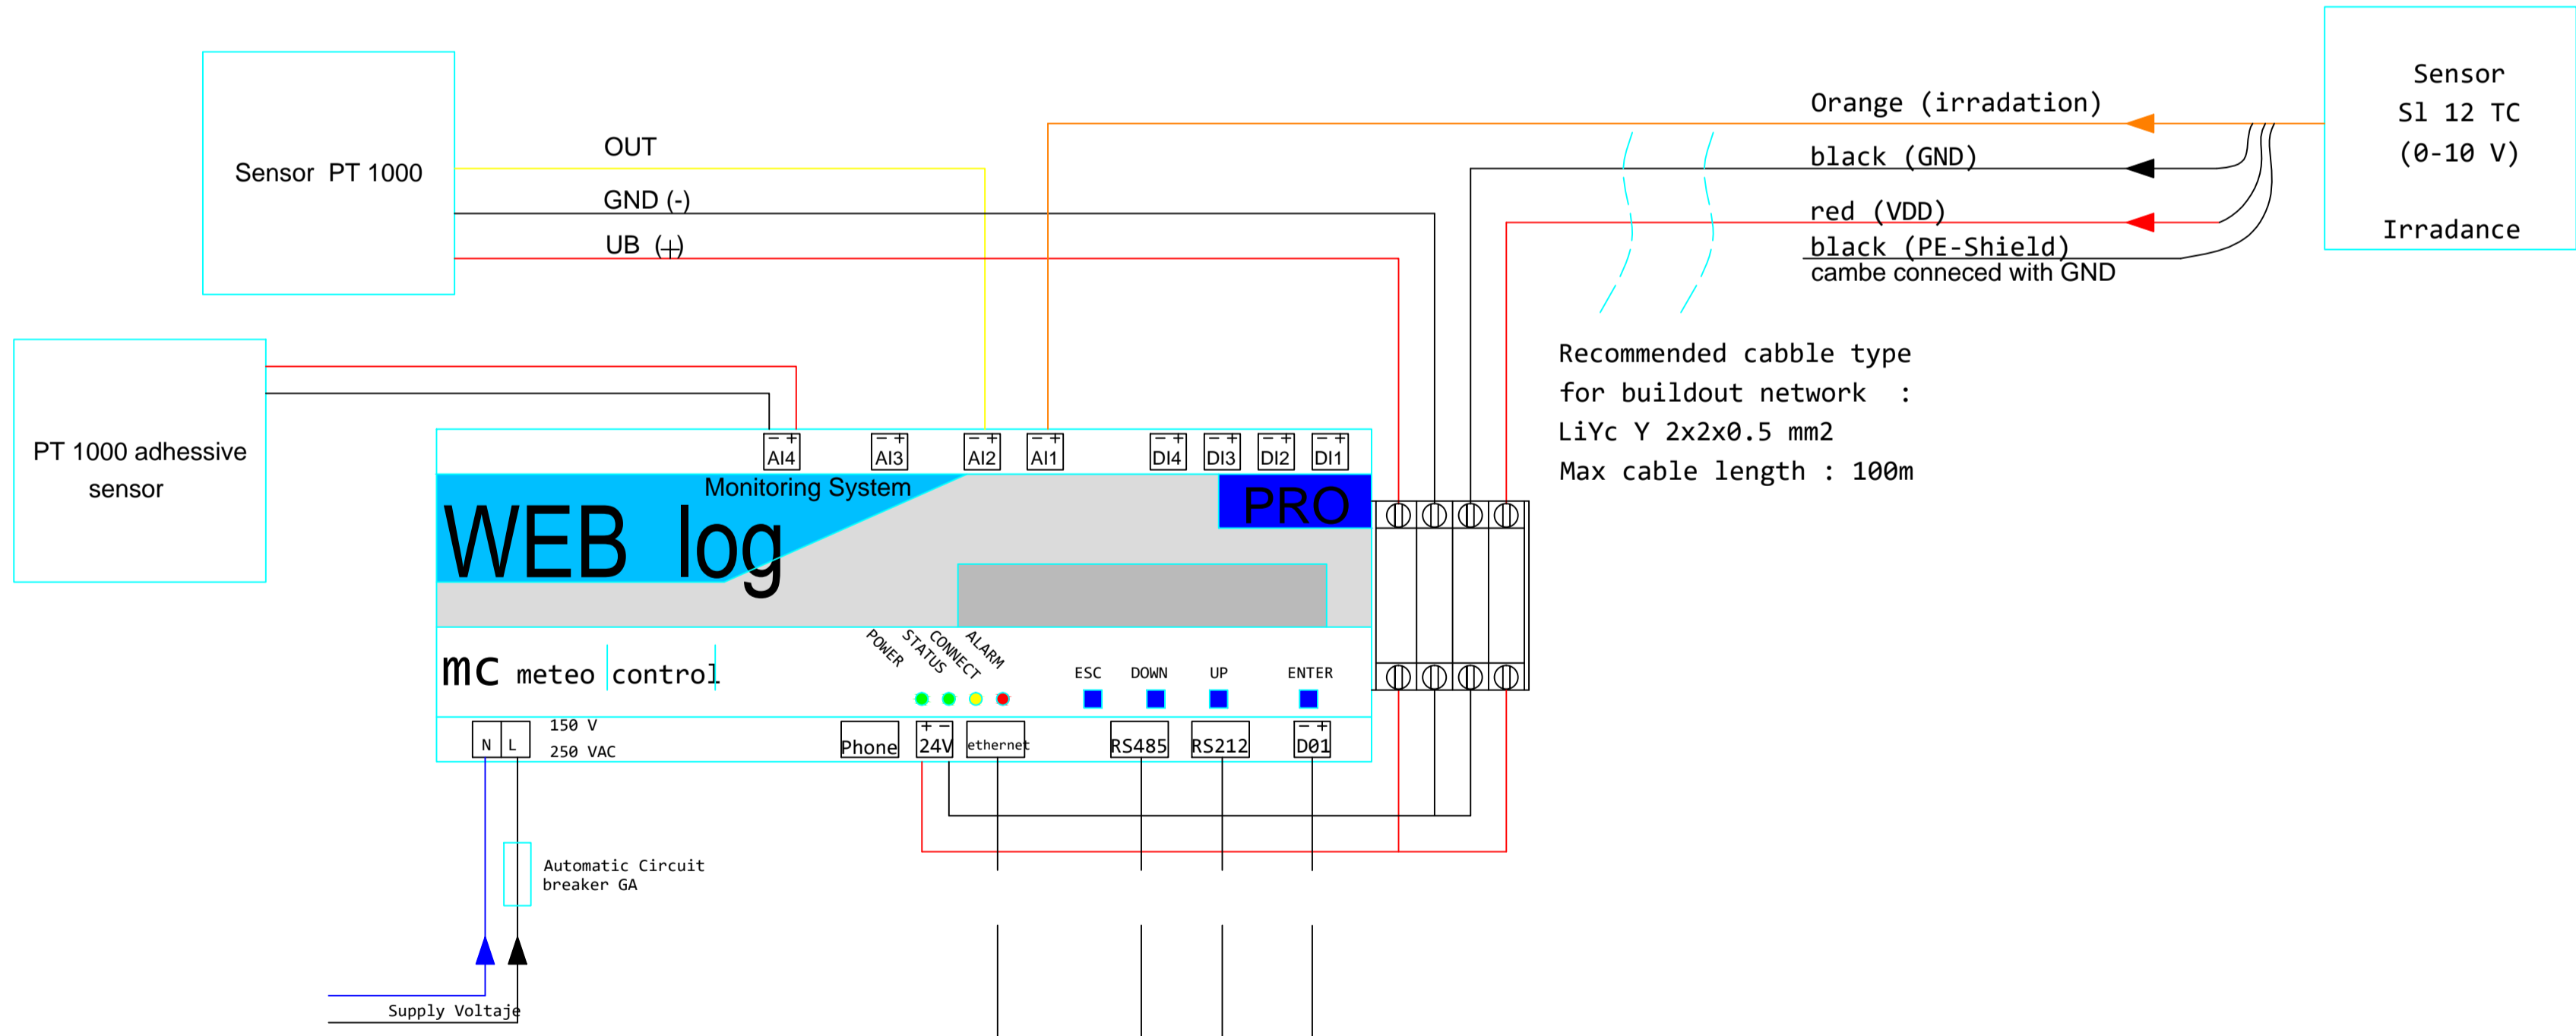 Sensor PT 1000
OUT
GND (-)
UB (+)
Orange (irradation)
black (GND)
red (VDD)
black (PE-Shield)
cambe conneced with GND
Sensor
Sl 12 TC
(0-10 V)
Irradance
PT 1000 adhessive
sensor
Recommended cabble type
for buildout network :
LiYc Y 2x2x0.5 mm2
Max cable length : 100m
- + - + - + - + - + - + - + - +
AI4 AI3 AI2 AI1 DI4 DI3 DI2 DI1
Monitoring System
WEB log
PRO
mc meteo control
POWER
STATUS
CONNECT
ALARM
ESC DOWN UP ENTER
N L
150 V
250 VAC
Phone
+ -
24V
ethernet
RS485
RS212
- +
D01
Automatic Circuit
breaker GA
Supply Voltaje